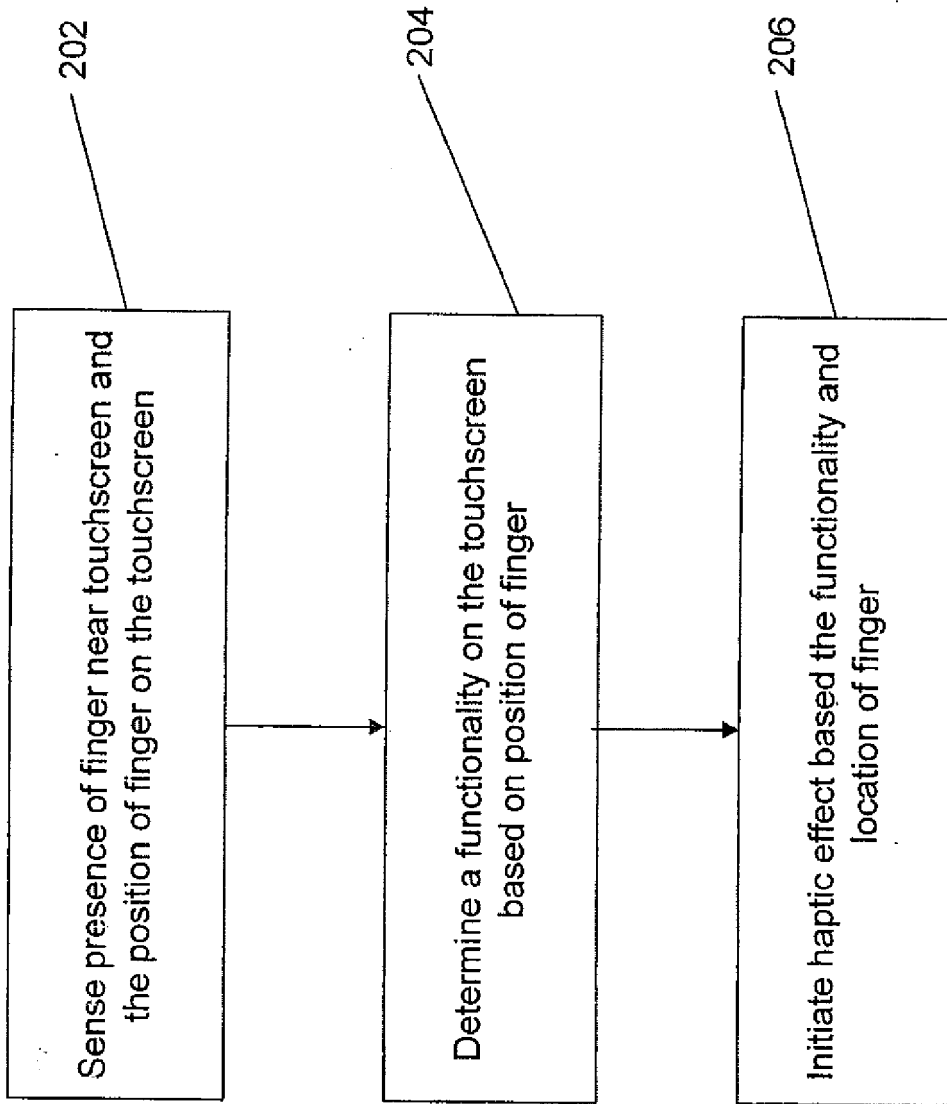 Sense presence of finger near touchscreen and
the position of finger on the touchscreen
202
Determine a functionality on the touchscreen
based on position of finger
204
Initiate haptic effect based the functionality and
location of finger
206